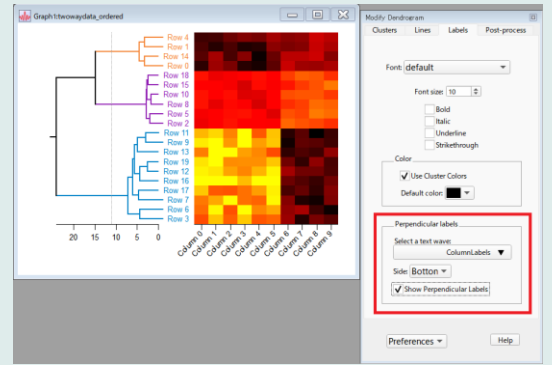 Graph1:twowaydata_ordered
Row 4
Row 1
Row 14
Row 0
Row 18
Row 15
Row 10
Row 8
Row 5
Row 2
Row 11
Row 9
Row 13
Row 19
Row 12
Row 16
Row 17
Row 7
Row 6
Row 3
20 15 10 5 0
Column 0 Column 1 Column 2 Column 3 Column 4 Column 5 Column 6 Column 7 Column 8 Column 9
Modify Dendrogram
Clusters Lines Labels Post-process
Font: default
Font size: 10
Bold
Italic
Underline
Strikethrough
Color
Use Cluster Colors
Default color:
Perpendicular labels
Select a text wave:
ColumnLabels
Side: Botton
Show Perpendicular Labels
Preferences Help